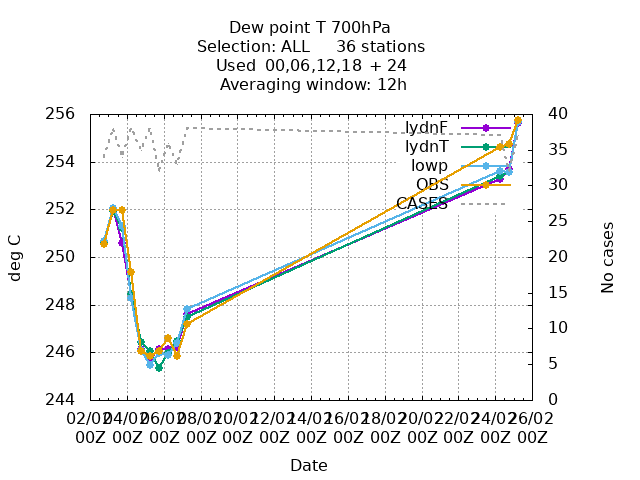 Dew point T 700hPa
Selection: ALL     36 stations
Used  00,06,12,18  + 24
Averaging window: 12h
256
254
252
250
248
246
244
40
35
30
25
20
15
10
5
0
lydnF
lydnT
lowp
OBS
CASES
deg C
No cases
02/02 04/02 06/02 08/02 10/02 12/02 14/02 16/02 18/02 20/02 22/02 24/02 26/02
00Z 00Z 00Z 00Z 00Z 00Z 00Z 00Z 00Z 00Z 00Z 00Z 00Z
Date